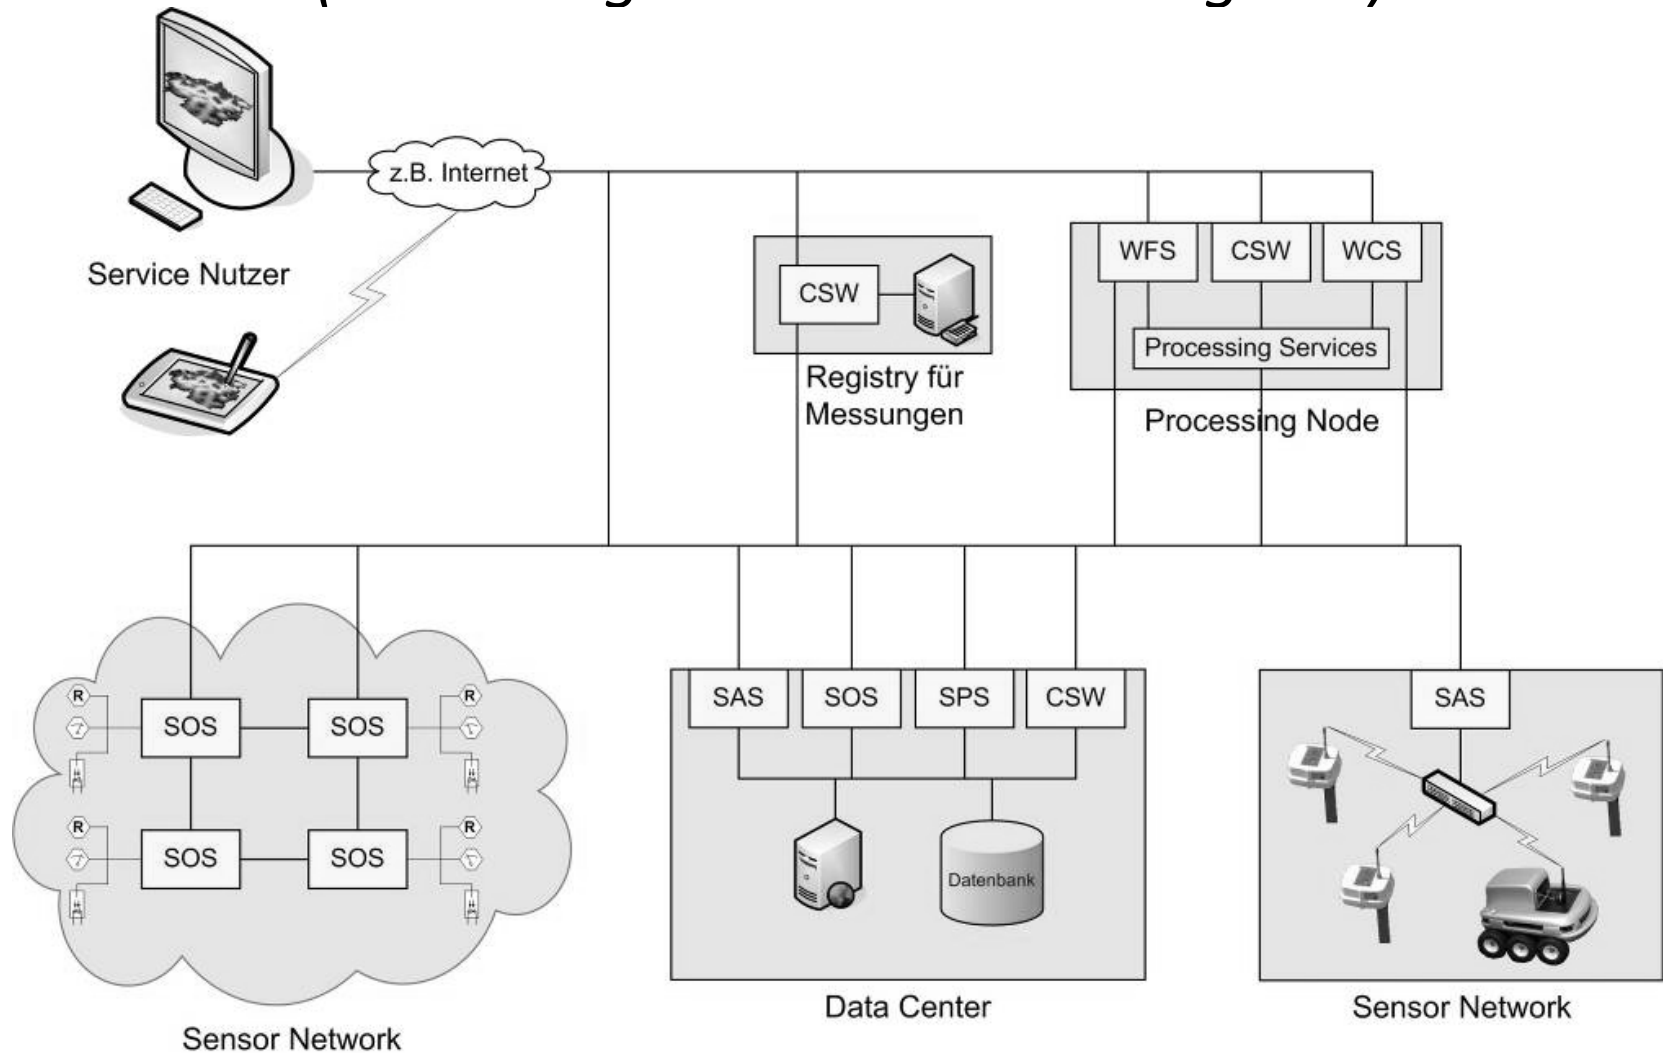 z.B. Internet
Service Nutzer
CSW
Registry für
Messungen
WFS
CSW
WCS
Processing Services
Processing Node
R
R
SOS
SOS
R
R
SOS
SOS
Sensor Network
SAS
SOS
SPS
CSW
Datenbank
Data Center
SAS
Sensor Network